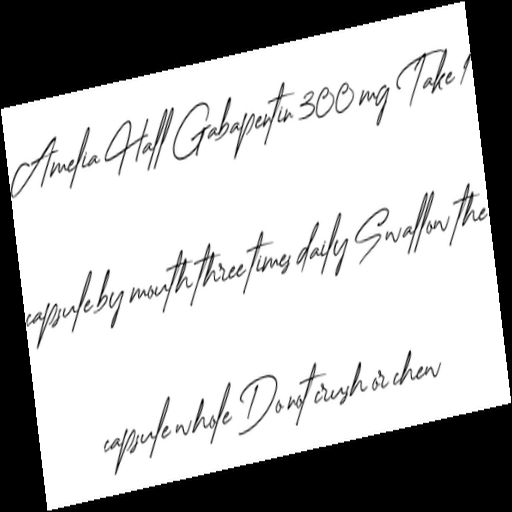 Amelia Hall Gabapentin 300 mg Take 1
capsule by mouth three times daily Swallow the
capsule whole Do not crush or chew